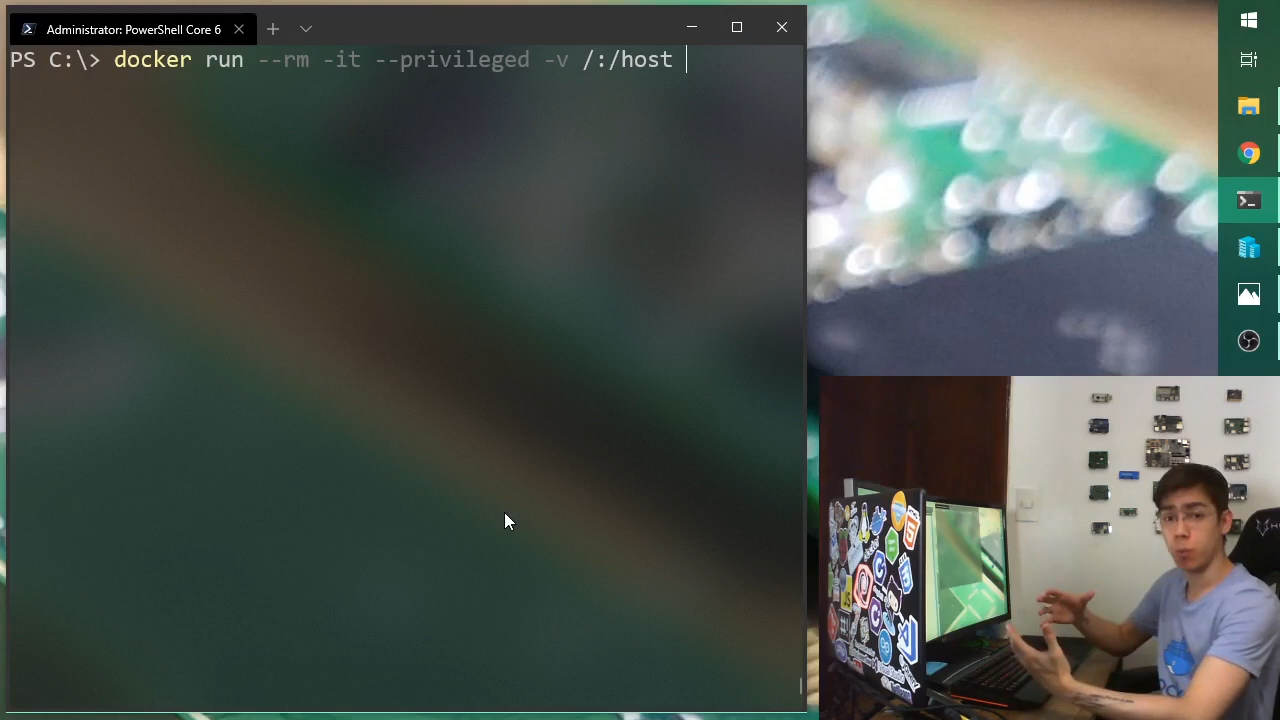 Administrator: PowerShell Core 6
PS C:\> docker run --rm -it --privileged -v /:/host